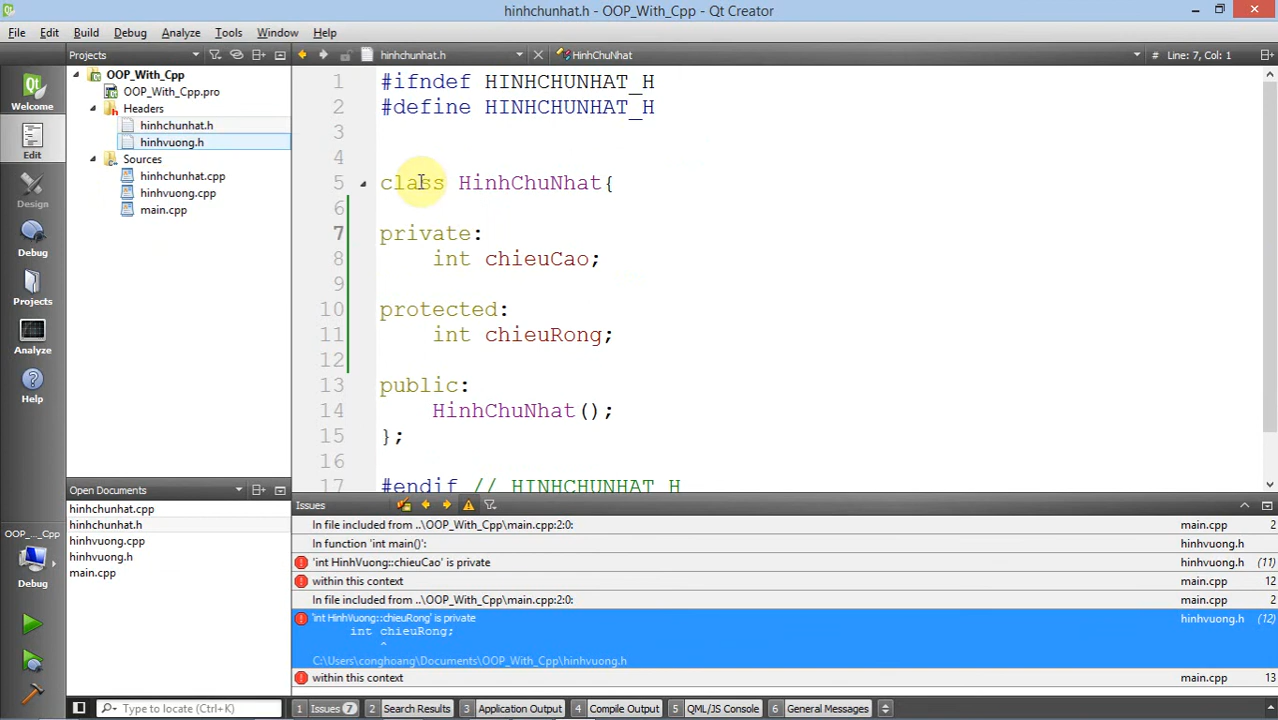 hinhchunhat.h - OOP_With_Cpp - Qt Creator
File Edit Build Debug Analyze Tools Window Help
Projects hinhchunhat.h HinhChuNhat # Line: 7, Col: 1
Welcome
Edit
Design
Debug
Projects
Analyze
Help
OOP_..._Cpp
Debug
OOP_With_Cpp
OOP_With_Cpp.pro
Headers
hinhchunhat.h
hinhvuong.h
Sources
hinhchunhat.cpp
hinhvuong.cpp
main.cpp
Open Documents
hinhchunhat.cpp
hinhchunhat.h
hinhvuong.cpp
hinhvuong.h
main.cpp
1 #ifndef HINHCHUNHAT_H
2 #define HINHCHUNHAT_H
3
4
5 class HinhChuNhat{
6
7 private:
8 int chieuCao;
9
10 protected:
11 int chieuRong;
12
13 public:
14 HinhChuNhat();
15 };
16
17 #endif // HINHCHUNHAT_H
Issues
In file included from ..\OOP_With_Cpp\main.cpp:2:0: main.cpp 2
In function 'int main()': hinhvuong.h
'int HinhVuong::chieuCao' is private hinhvuong.h (11)
within this context main.cpp 12
In file included from ..\OOP_With_Cpp\main.cpp:2:0: main.cpp 2
'int HinhVuong::chieuRong' is private hinhvuong.h (12)
int chieuRong;
^
C:\Users\conghoang\Documents\OOP_With_Cpp\hinhvuong.h
within this context main.cpp 13
Type to locate (Ctrl+K) 1 Issues 7 2 Search Results 3 Application Output 4 Compile Output 5 QML/JS Console 6 General Messages